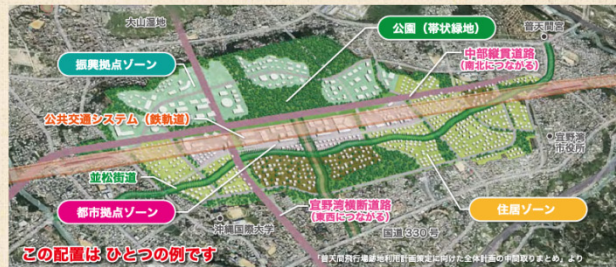 大山湿地
公園（帯状緑地）
普天間宮
振興拠点ゾーン
中部縦貫道路
（南北につながる）
公共交通システム（鉄軌道）
宜野湾
市役所
並松街道
都市拠点ゾーン
宜野湾横断道路
（東西につながる）
住居ゾーン
沖縄国際大学
国道330号
この配置は ひとつの例です
「普天間飛行場跡地利用計画策定に向けた全体計画の中間取りまとめ」より